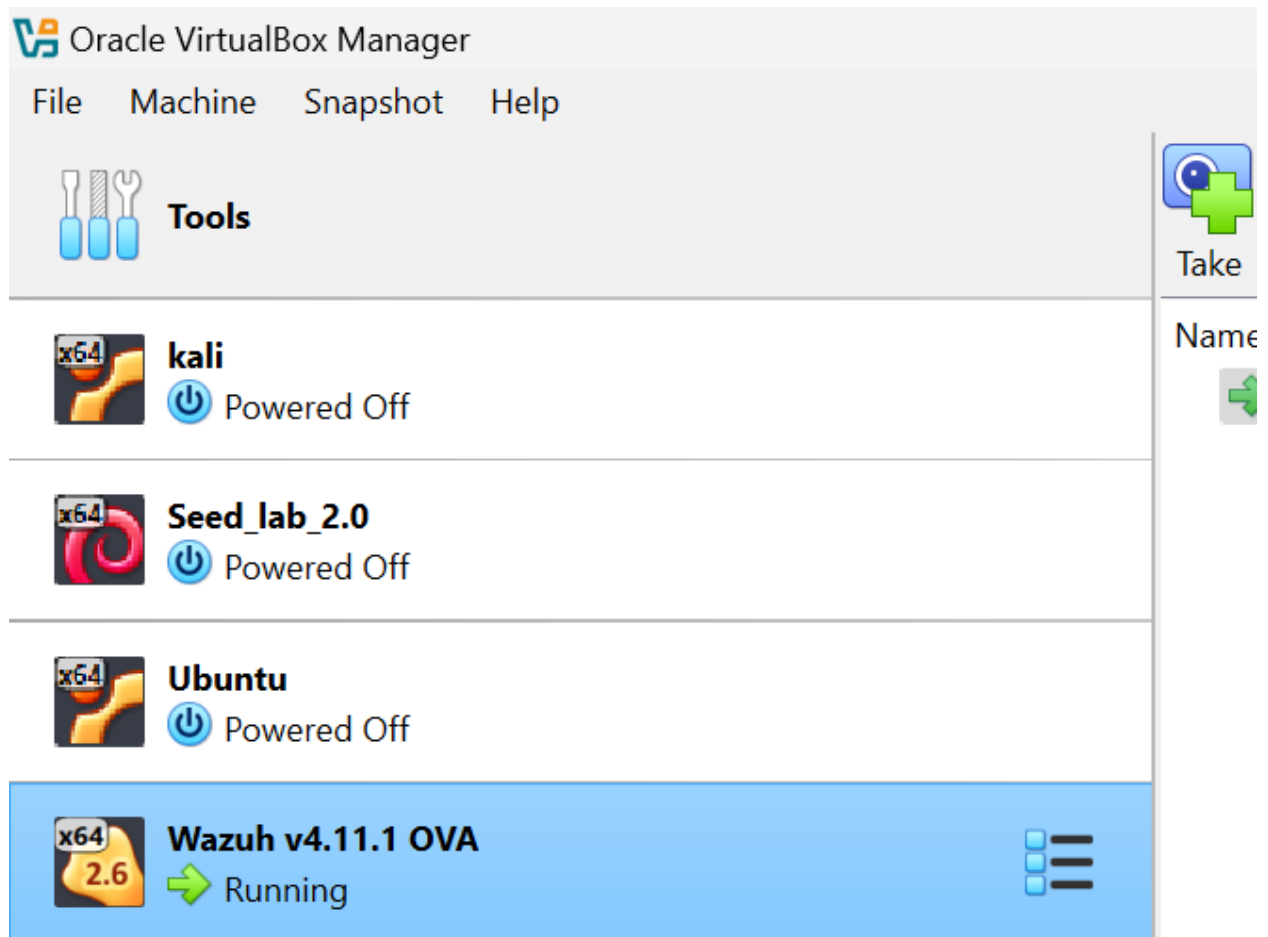 Oracle VirtualBox Manager
File Machine Snapshot Help
Tools
Take
Name
x64
kali
Powered Off
x64
Seed_lab_2.0
Powered Off
x64
Ubuntu
Powered Off
x64
2.6
Wazuh v4.11.1 OVA
Running